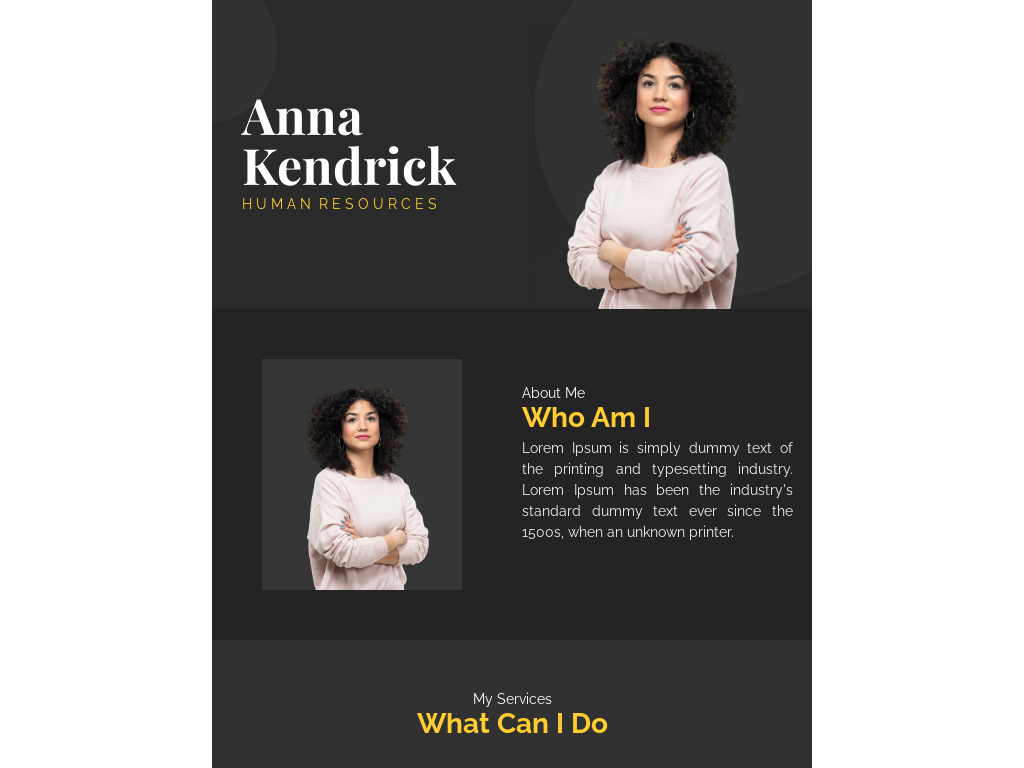 Anna
Kendrick
HUMAN RESOURCES
About Me
Who Am I
Lorem Ipsum is simply dummy text of
the printing and typesetting industry.
Lorem Ipsum has been the industry's
standard dummy text ever since the
1500s, when an unknown printer.
My Services
What Can I Do